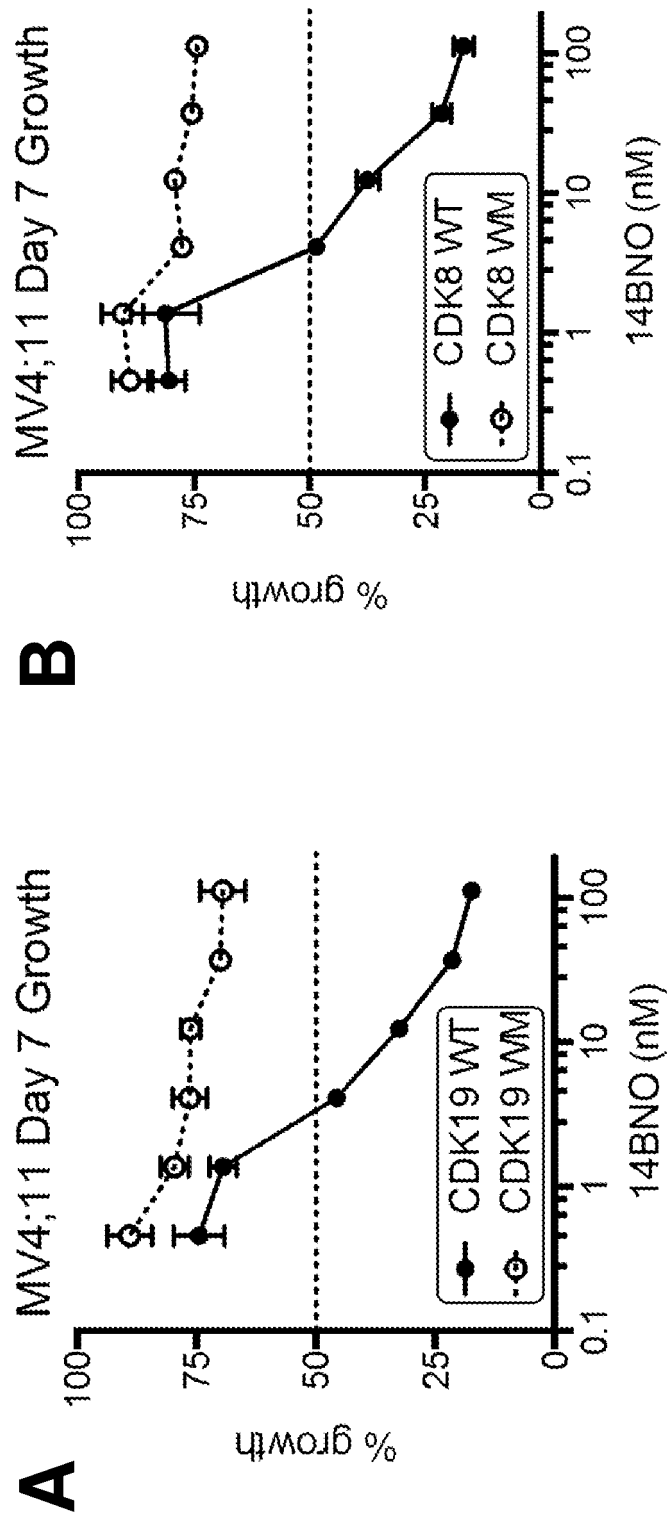 A
MV4;11 Day 7 Growth
% growth
100
75
50
25
0
CDK19 WT
CDK19 WM
0.1
1
10
100
14BNO (nM)
B
MV4;11 Day 7 Growth
% growth
100
75
50
25
0
CDK8 WT
CDK8 WM
0.1
1
10
100
14BNO (nM)